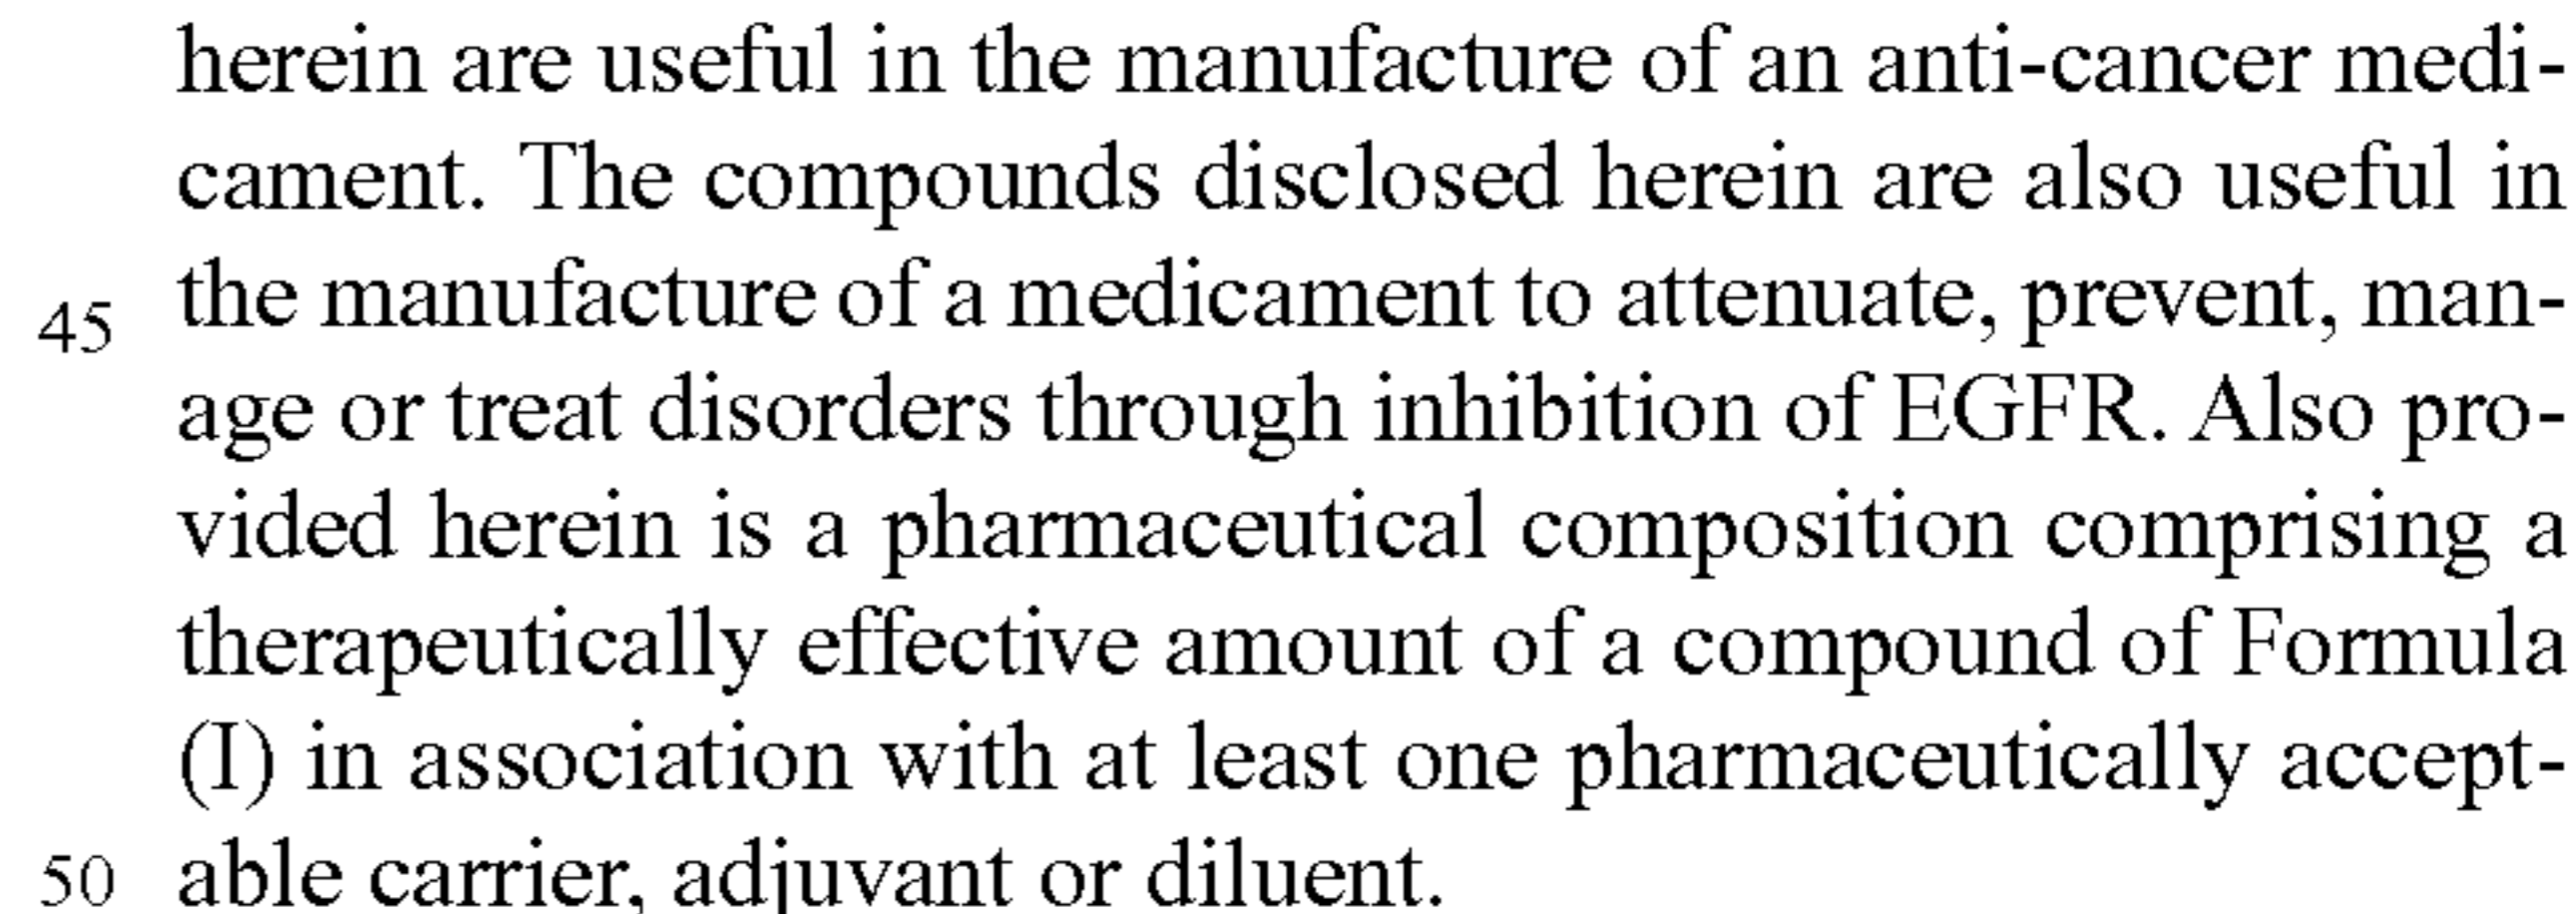 herein are useful in the manufacture of an anti-cancer medi-
cament. The compounds disclosed herein are also useful in
45 the manufacture of a medicament to attenuate, prevent, man-
age or treat disorders through inhibition of EGFR. Also pro-
vided herein is a pharmaceutical composition comprising a
therapeutically effective amount of a compound of Formula
(I) in association with at least one pharmaceutically accept-
50 able carrier, adjuvant or diluent.